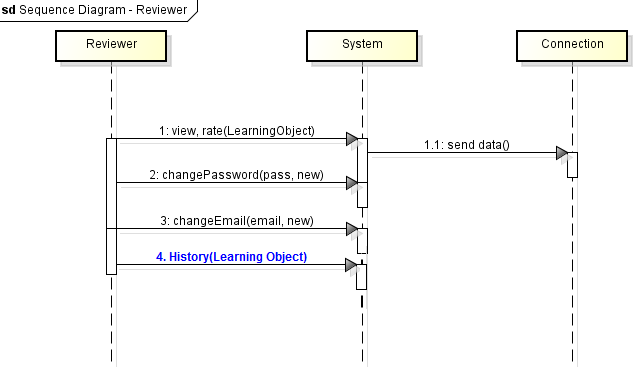 sd Sequence Diagram - Reviewer
Reviewer
System
Connection
1: view, rate(LearningObject)
1.1: send data()
2: changePassword(pass, new)
3: changeEmail(email, new)
4. History(Learning Object)